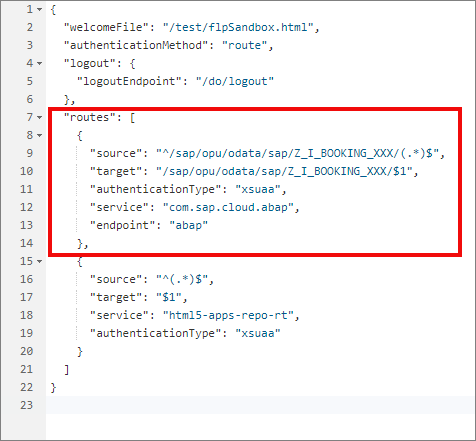 1 {
2 "welcomeFile": "/test/flpSandbox.html",
3 "authenticationMethod": "route",
4 "logout": {
5 "logoutEndpoint": "/do/logout"
6 },
7 "routes": [
8 {
9 "source": "^/sap/opu/odata/sap/Z_I_BOOKING_XXX/(.*)$",
10 "target": "/sap/opu/odata/sap/Z_I_BOOKING_XXX/$1",
11 "authenticationType": "xsuaa",
12 "service": "com.sap.cloud.abap",
13 "endpoint": "abap"
14 },
15 {
16 "source": "^(.*)$",
17 "target": "$1",
18 "service": "html5-apps-repo-rt",
19 "authenticationType": "xsuaa"
20 }
21 ]
22 }
23